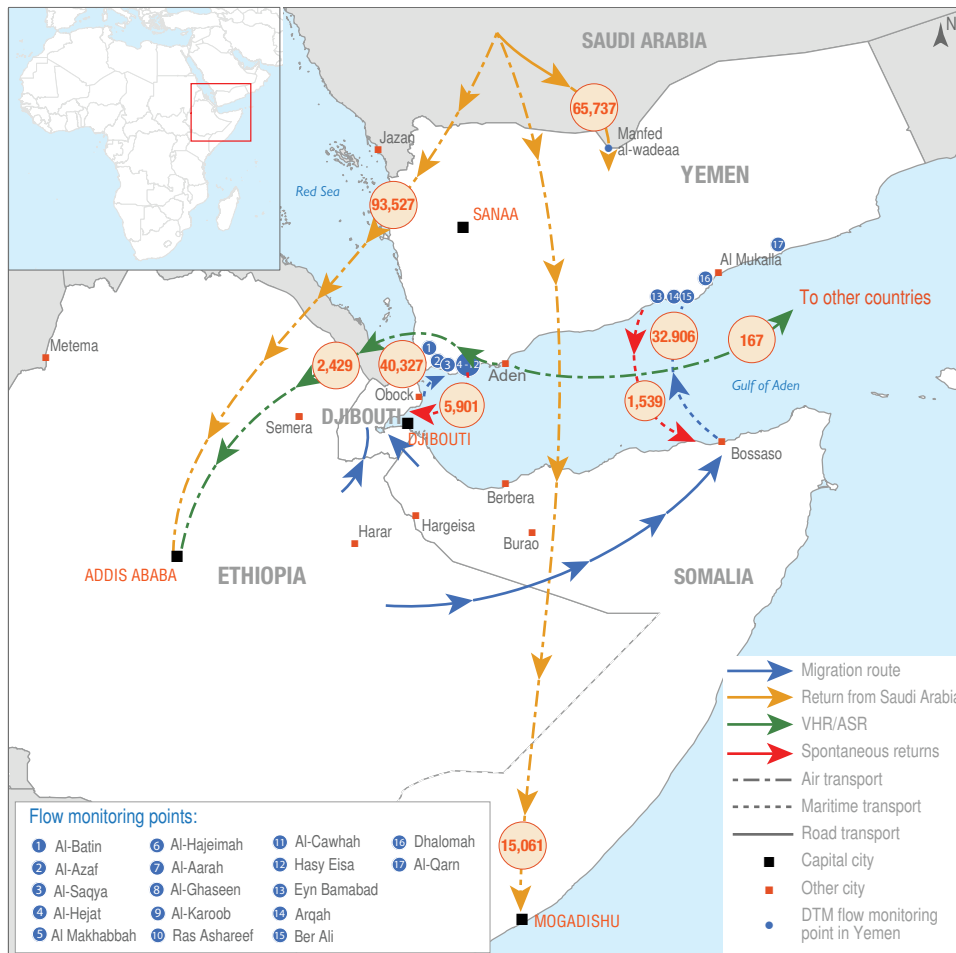 SAUDI ARABIA
N
65,737
Jazan
Manfed
al-wadeaa
YEMEN
Red Sea
93,527
SANAA
17
Al Mukalla
16
13
14
15
To other countries
Metema
1
2
3
4
2
Aden
32.906
167
2,429
40,327
Obock
5,901
1,539
Gulf of Aden
DJIBOUTI
DJIBOUTI
Semera
Bossaso
Berbera
Harar
Hargeisa
Burao
ADDIS ABABA
ETHIOPIA
SOMALIA
15,061
MOGADISHU
Migration route
Return from Saudi Arabia
VHR/ASR
Spontaneous returns
Air transport
Maritime transport
Road transport
Capital city
Other city
DTM flow monitoring
point in Yemen
Flow monitoring points:
1 Al-Batin
2 Al-Azaf
3 Al-Saqya
4 Al-Hejat
5 Al Makhabbah
6 Al-Hajeimah
7 Al-Aarah
8 Al-Ghaseen
9 Al-Karoob
10 Ras Ashareef
11 Al-Cawhah
12 Hasy Eisa
13 Eyn Bamabad
14 Arqah
15 Ber Ali
16 Dhalomah
17 Al-Qarn